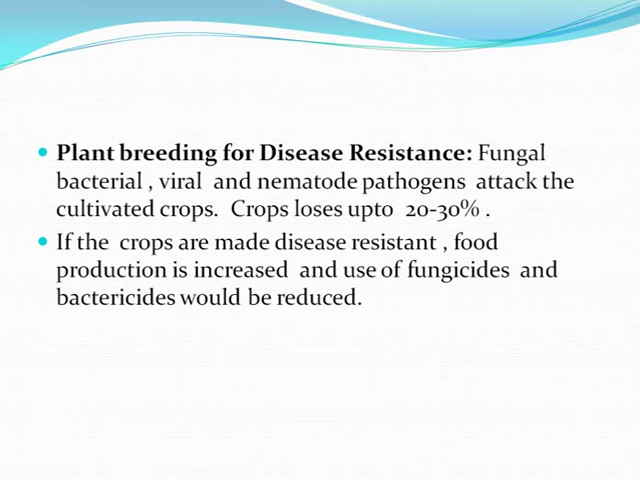 Plant breeding for Disease Resistance: Fungal
bacterial , viral and nematode pathogens attack the
cultivated crops. Crops loses upto 20-30% .
If the crops are made disease resistant , food
production is increased and use of fungicides and
bactericides would be reduced.